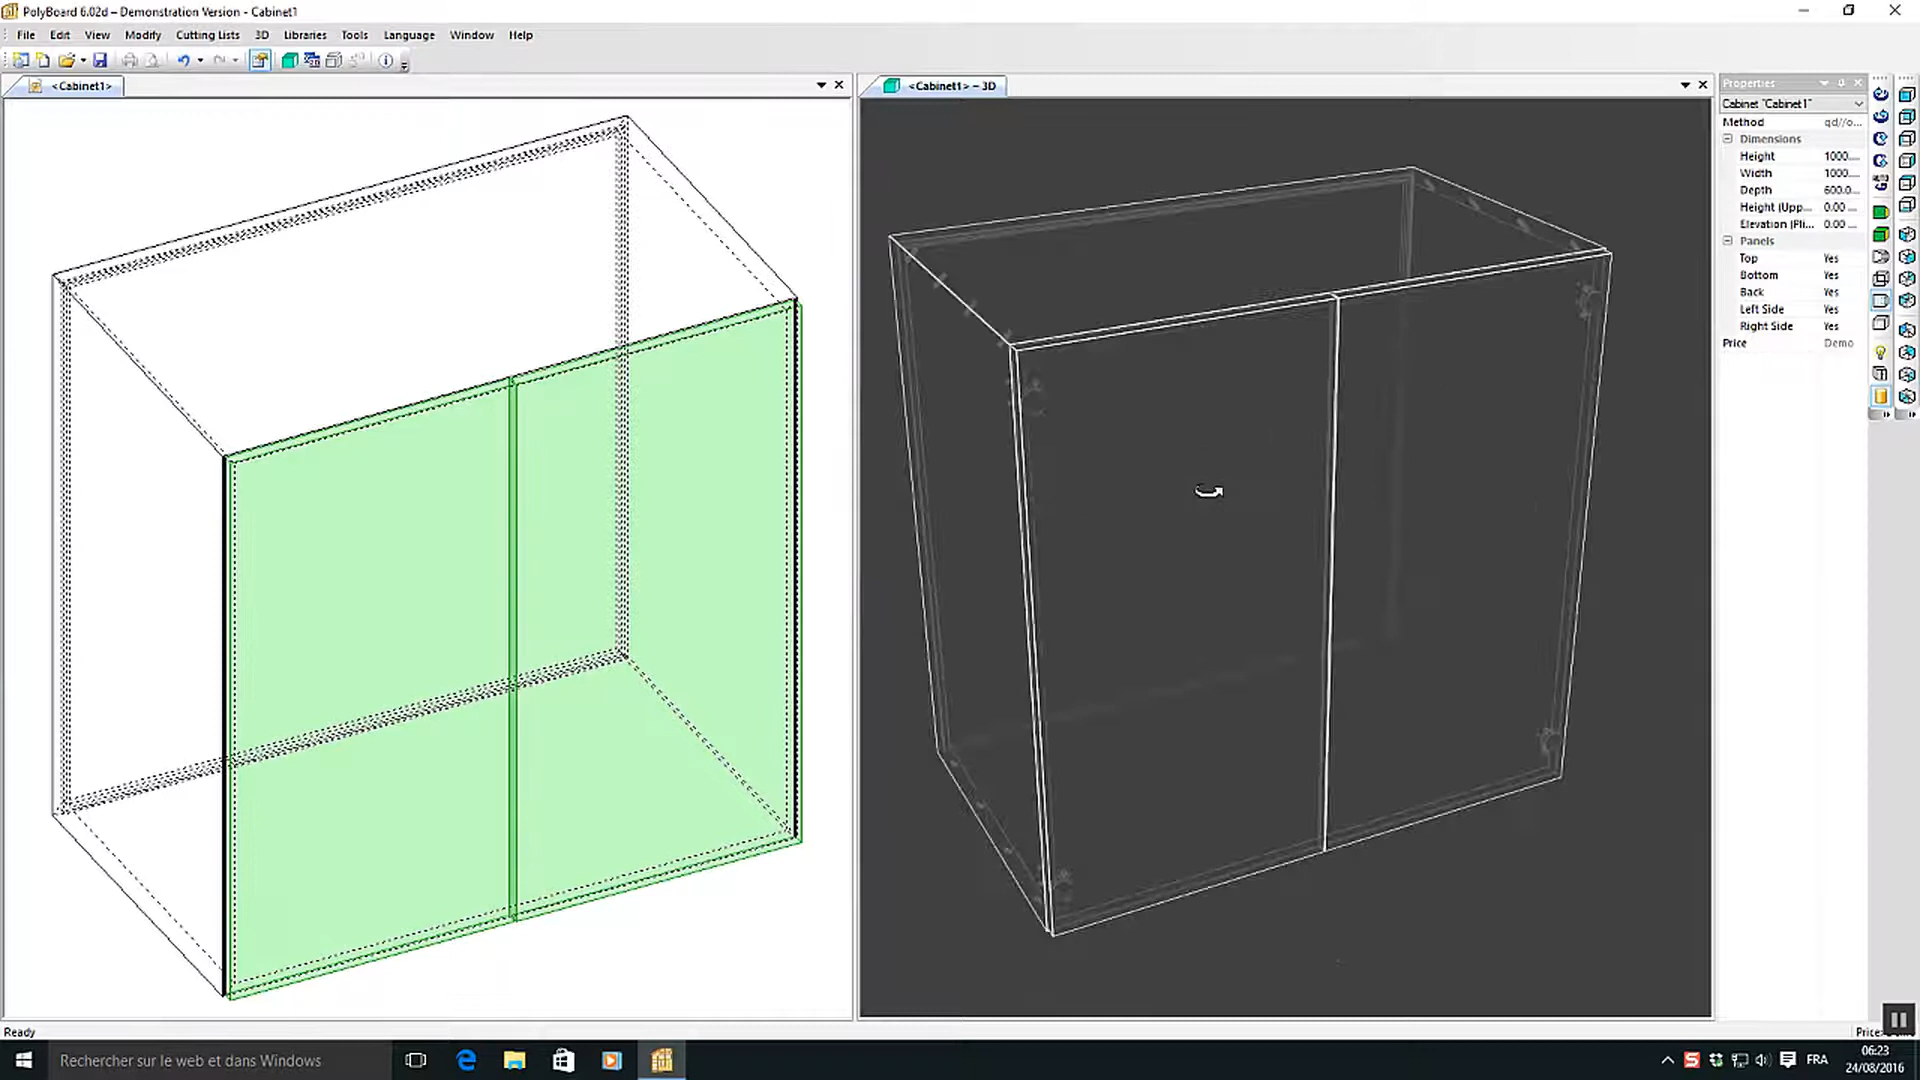 PolyBoard 6.02d – Demonstration Version - Cabinet1
File Edit View Modify Cutting Lists 3D Libraries Tools Language Window Help
<Cabinet1>
<Cabinet1> – 3D
Properties
Cabinet "Cabinet1"
Method qd//o...
Dimensions
Height 1000....
Width 1000....
Depth 600.0...
Height (Upp... 0.00 ...
Elevation (Pli... 0.00 ...
Panels
Top Yes
Bottom Yes
Back Yes
Left Side Yes
Right Side Yes
Price Demo
Ready
Price:
Rechercher sur le web et dans Windows
FRA
06:23
24/08/2016